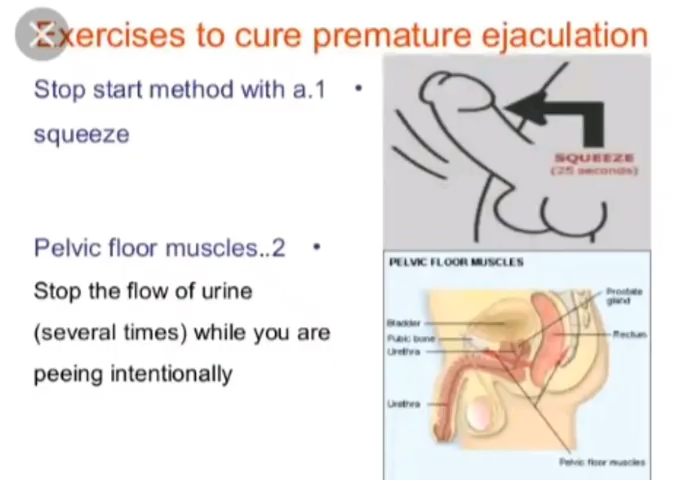 Exercises to cure premature ejaculation
Stop start method with a.1 •
squeeze
SQUEEZE
(25 seconds)
Pelvic floor muscles..2 •
Stop the flow of urine
(several times) while you are
peeing intentionally
PELVIC FLOOR MUSCLES
Prostate
gland
Bladder
Pubic bone
Rectum
Urethra
Urethra
Pelvic floor muscles